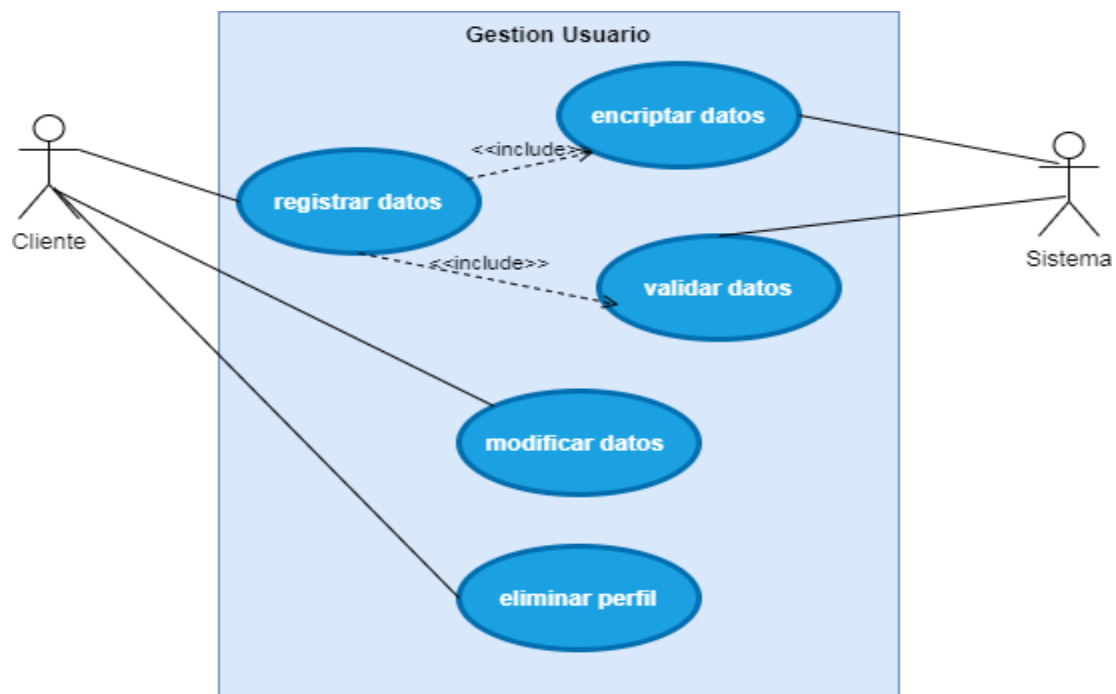 Gestion Usuario
encriptar datos
<<include>>
registrar datos
Cliente
<<include>>
validar datos
Sistema
modificar datos
eliminar perfil